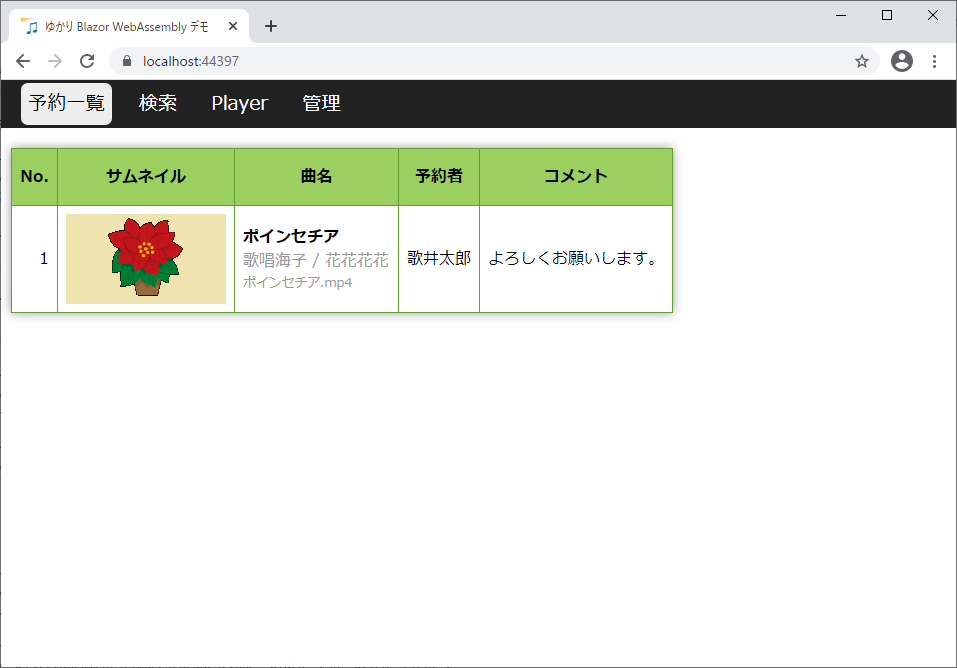 ゆかり Blazor WebAssembly デモ
localhost:44397
予約一覧 検索 Player 管理
No. サムネイル 曲名 予約者 コメント
1
ポインセチア
歌唱海子 / 花花花花
ポインセチア.mp4
歌井太郎
よろしくお願いします。